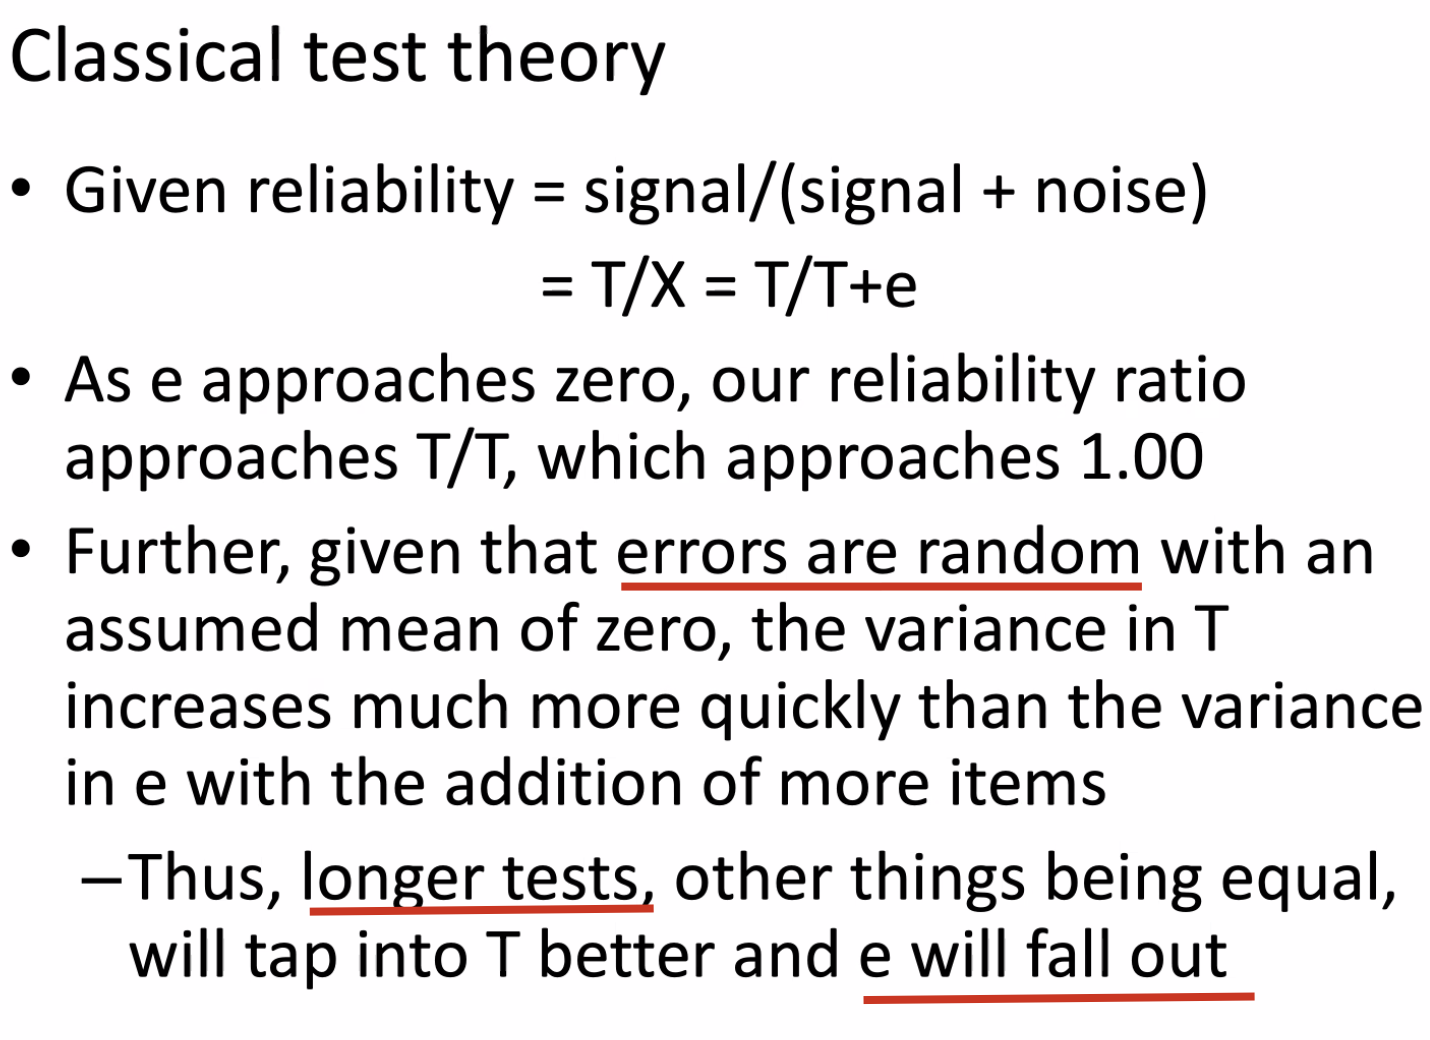 Classical test theory
• Given reliability = signal/(signal + noise)
= T/X = T/T+e
• As e approaches zero, our reliability ratio
approaches T/T, which approaches 1.00
• Further, given that errors are random with an
assumed mean of zero, the variance in T
increases much more quickly than the variance
in e with the addition of more items
–Thus, longer tests, other things being equal,
will tap into T better and e will fall out